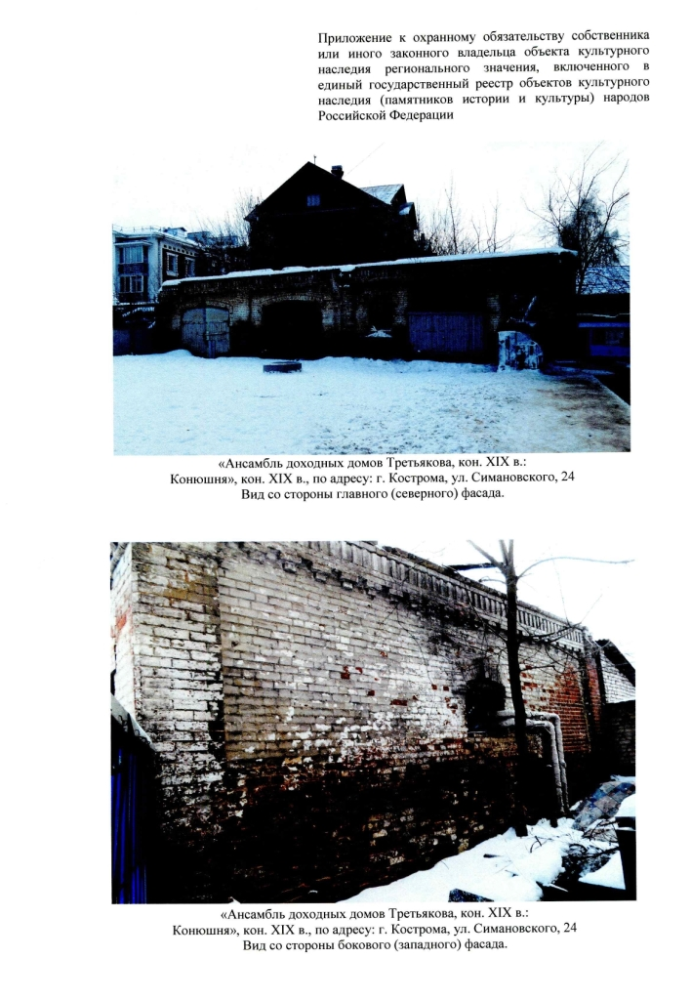 Приложение к охранному обязательству собственника
или иного законного владельца объекта культурного
наследия регионального значения, включенного в
единый государственный реестр объектов культурного
наследия (памятников истории и культуры) народов
Российской Федерации
«Ансамбль доходных домов Третьякова, кон. XIX в.:
Конюшня», кон. XIX в., по адресу: г. Кострома, ул. Симановского, 24
Вид со стороны главного (северного) фасада.
«Ансамбль доходных домов Третьякова, кон. XIX в.:
Конюшня», кон. XIX в., по адресу: г. Кострома, ул. Симановского, 24
Вид со стороны бокового (западного) фасада.